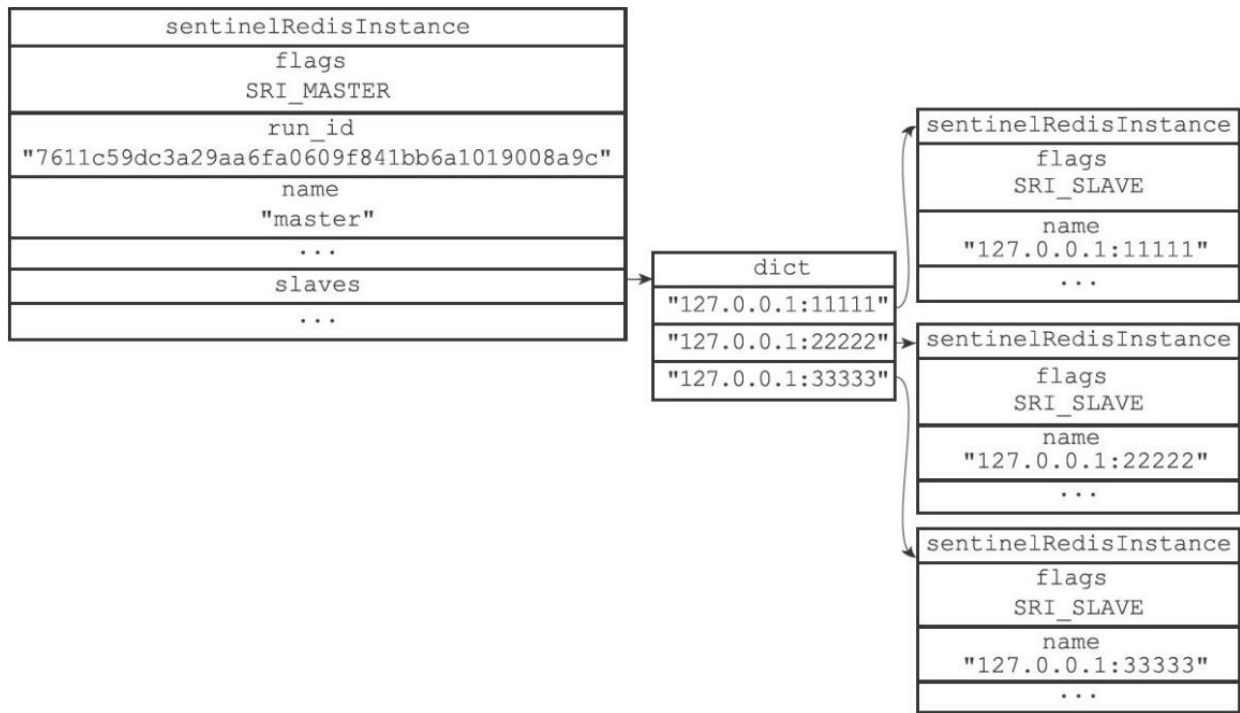 sentinelRedisInstance
flags
SRI_MASTER
run_id
"7611c59dc3a29aa6fa0609f841bb6a1019008a9c"
name
"master"
...
slaves
...
dict
"127.0.0.1:11111"
"127.0.0.1:22222"
"127.0.0.1:33333"
sentinelRedisInstance
flags
SRI_SLAVE
name
"127.0.0.1:11111"
...
sentinelRedisInstance
flags
SRI_SLAVE
name
"127.0.0.1:22222"
...
sentinelRedisInstance
flags
SRI_SLAVE
name
"127.0.0.1:33333"
...